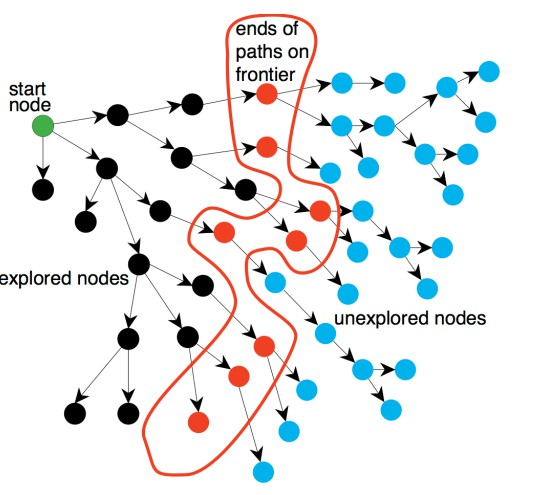 ends of
paths on
frontier
start
node
explored nodes
unexplored nodes